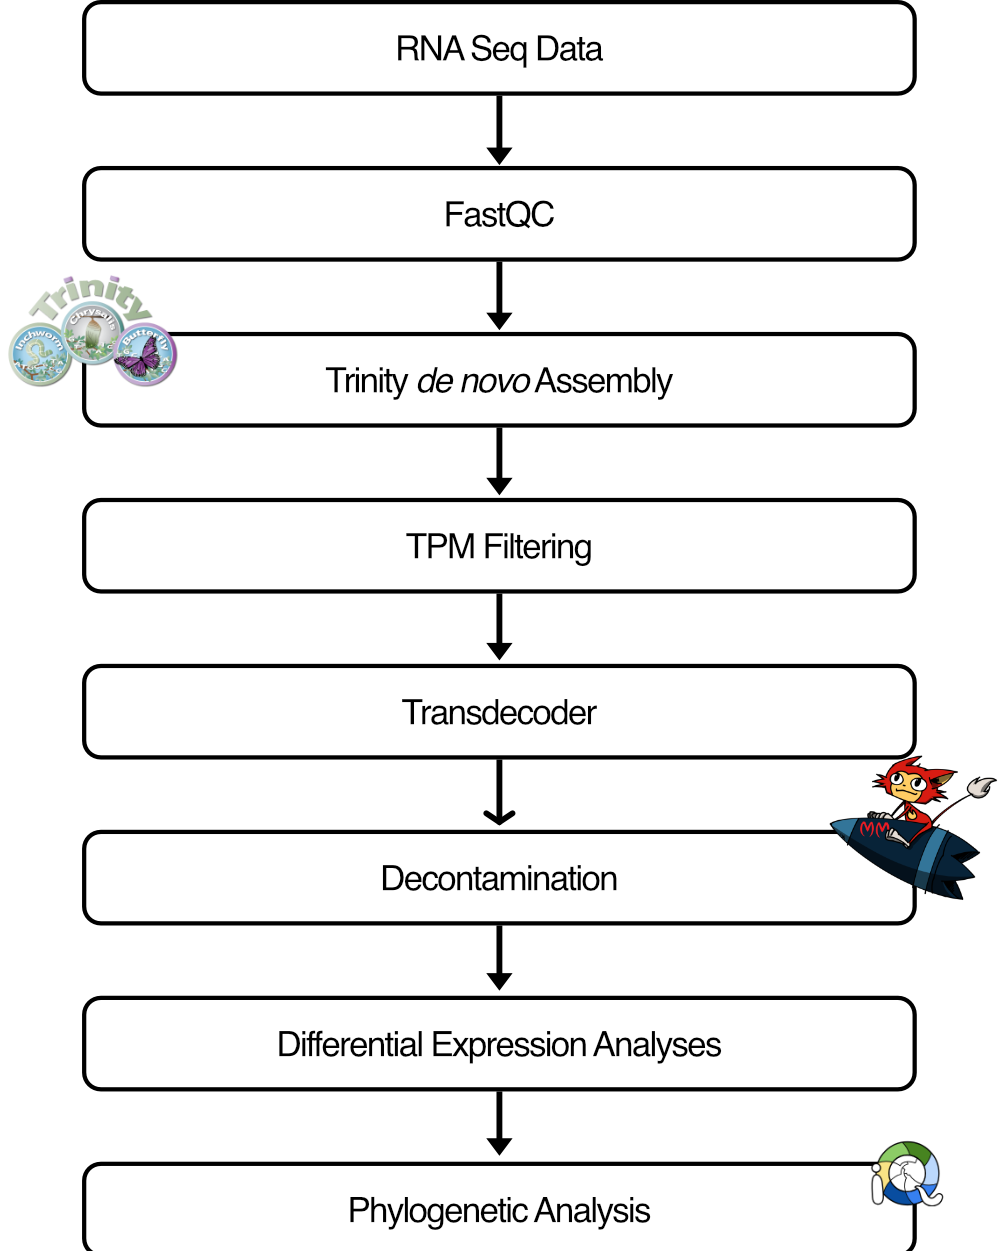 RNA Seq Data
FastQC
Trinity
Inchworm
Chrysalis
Butterfly
Trinity de novo Assembly
TPM Filtering
Transdecoder
MM
Decontamination
Differential Expression Analyses
iQ
Phylogenetic Analysis